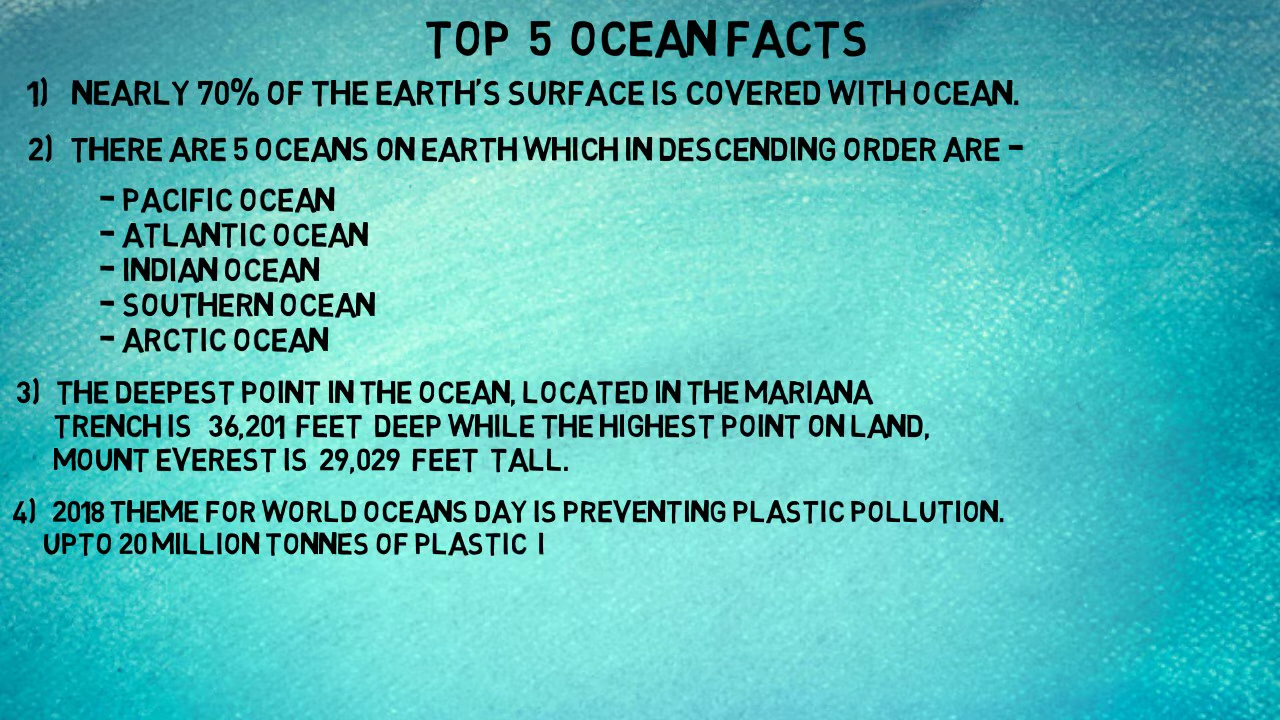 TOP 5 OCEAN FACTS
1) NEARLY 70% OF THE EARTH'S SURFACE IS COVERED WITH OCEAN.
2) THERE ARE 5 OCEANS ON EARTH WHICH IN DESCENDING ORDER ARE -
- PACIFIC OCEAN
- ATLANTIC OCEAN
- INDIAN OCEAN
- SOUTHERN OCEAN
- ARCTIC OCEAN
3) THE DEEPEST POINT IN THE OCEAN, LOCATED IN THE MARIANA
TRENCH IS 36,201 FEET DEEP WHILE THE HIGHEST POINT ON LAND,
MOUNT EVEREST IS 29,029 FEET TALL.
4) 2018 THEME FOR WORLD OCEANS DAY IS PREVENTING PLASTIC POLLUTION.
UPTO 20 MILLION TONNES OF PLASTIC I